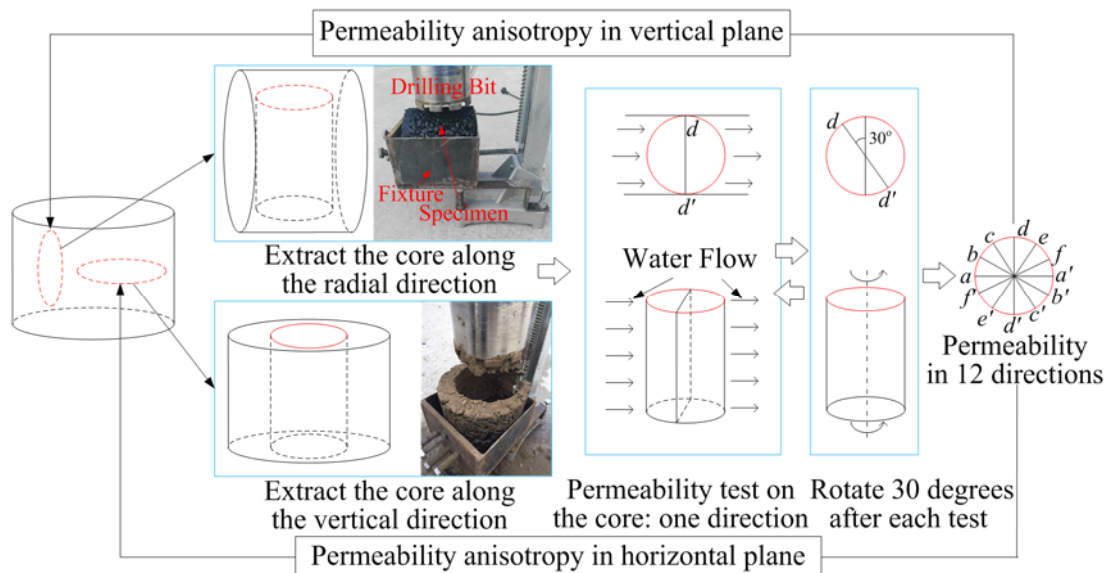 Permeability anisotropy in vertical plane
Drilling Bit
Fixture
Specimen
Extract the core along
the radial direction
Extract the core along
the vertical direction
d
d'
Water Flow
Permeability test on
the core: one direction
d
30°
d'
Rotate 30 degrees
after each test
a
b
c
d
e
f
a'
b'
c'
d'
e'
f'
Permeability
in 12 directions
Permeability anisotropy in horizontal plane